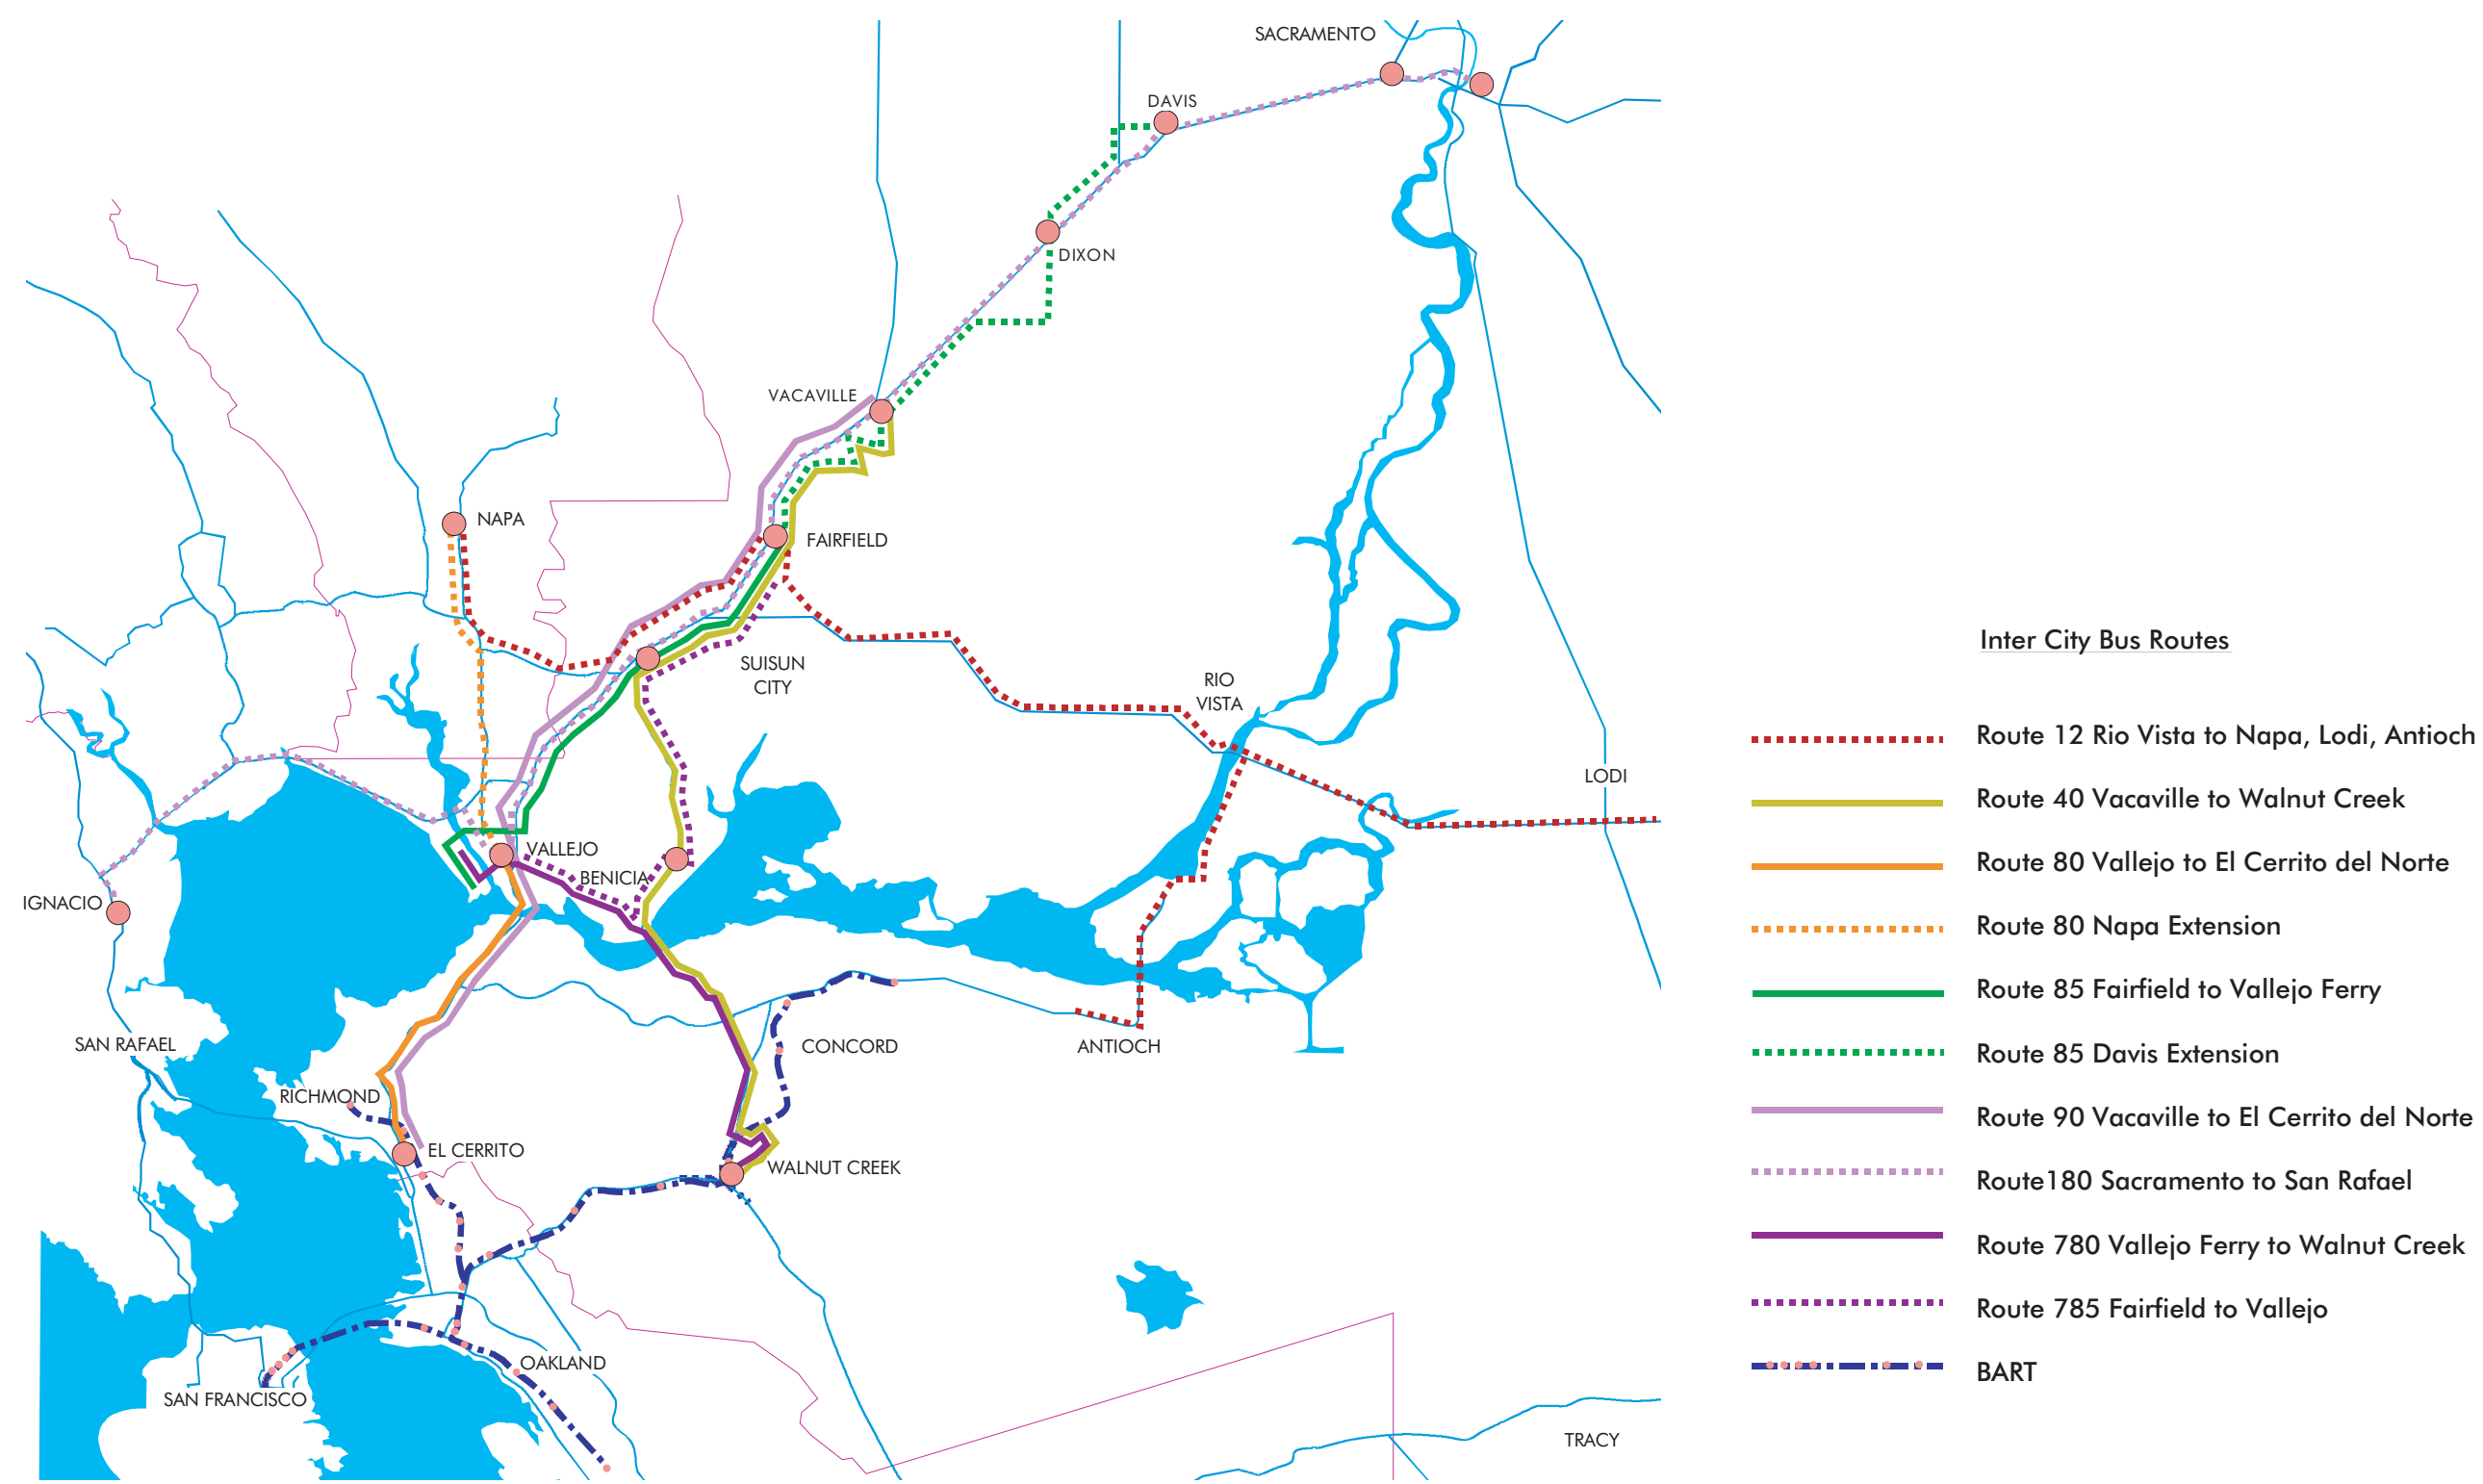 SACRAMENTO
DAVIS
DIXON
VACAVILLE
NAPA
FAIRFIELD
SUISUN
CITY
RIO
VISTA
LODI
VALLEJO
BENICIA
IGNACIO
SAN RAFAEL
CONCORD
ANTIOCH
RICHMOND
EL CERRITO
WALNUT CREEK
OAKLAND
SAN FRANCISCO
TRACY
Inter City Bus Routes
Route 12 Rio Vista to Napa, Lodi, Antioch
Route 40 Vacaville to Walnut Creek
Route 80 Vallejo to El Cerrito del Norte
Route 80 Napa Extension
Route 85 Fairfield to Vallejo Ferry
Route 85 Davis Extension
Route 90 Vacaville to El Cerrito del Norte
Route180 Sacramento to San Rafael
Route 780 Vallejo Ferry to Walnut Creek
Route 785 Fairfield to Vallejo
BART